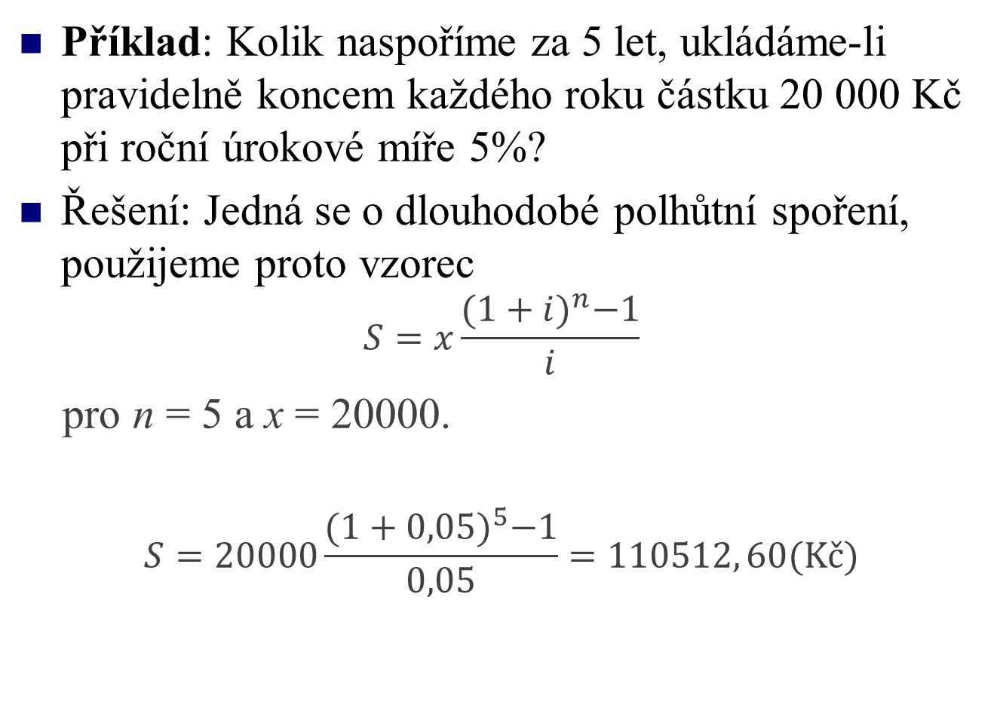 Příklad: Kolik naspoříme za 5 let, ukládáme-li
pravidelně koncem každého roku částku 20 000 Kč
při roční úrokové míře 5%?
Řešení: Jedná se o dlouhodobé polhůtní spoření,
použijeme proto vzorec
S = x \frac{(1 + i)^n − 1}{i}
pro n = 5 a x = 20000.
S = 20000 \frac{(1 + 0,05)^5 − 1}{0,05} = 110512,60(Kč)